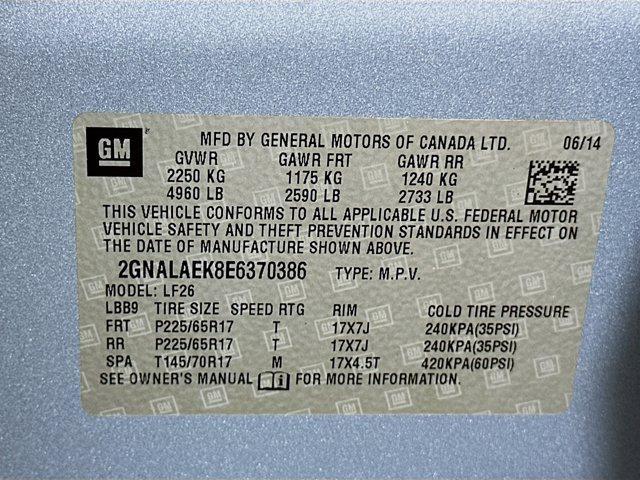 GM
MFD BY GENERAL MOTORS OF CANADA LTD. 06/14
GVWR GAWR FRT GAWR RR
2250 KG 1175 KG 1240 KG
4960 LB 2590 LB 2733 LB
THIS VEHICLE CONFORMS TO ALL APPLICABLE U.S. FEDERAL MOTOR
VEHICLE SAFETY AND THEFT PREVENTION STANDARDS IN EFFECT ON
THE DATE OF MANUFACTURE SHOWN ABOVE.
2GNALAEK8E6370386 TYPE: M.P.V.
MODEL: LF26
LBB9 TIRE SIZE SPEED RTG RIM COLD TIRE PRESSURE
FRT P225/65R17 T 17X7J 240KPA(35PSI)
RR P225/65R17 T 17X7J 240KPA(35PSI)
SPA T145/70R17 M 17X4.5T 420KPA(60PSI)
SEE OWNER'S MANUAL FOR MORE INFORMATION.